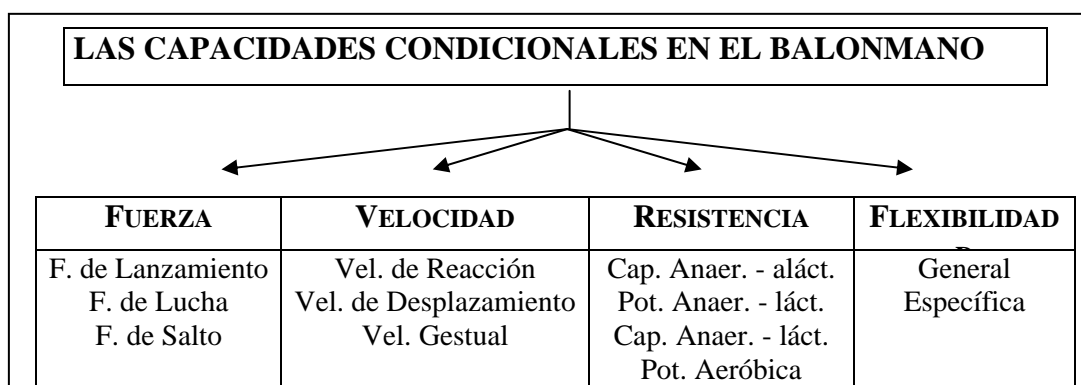 LAS CAPACIDADES CONDICIONALES EN EL BALONMANO
FUERZA VELOCIDAD RESISTENCIA FLEXIBILIDAD
F. de Lanzamiento Vel. de Reacción Cap. Anaer. - aláct. General
F. de Lucha Vel. de Desplazamiento Pot. Anaer. - láct. Específica
F. de Salto Vel. Gestual Cap. Anaer. - láct.
Pot. Aeróbica